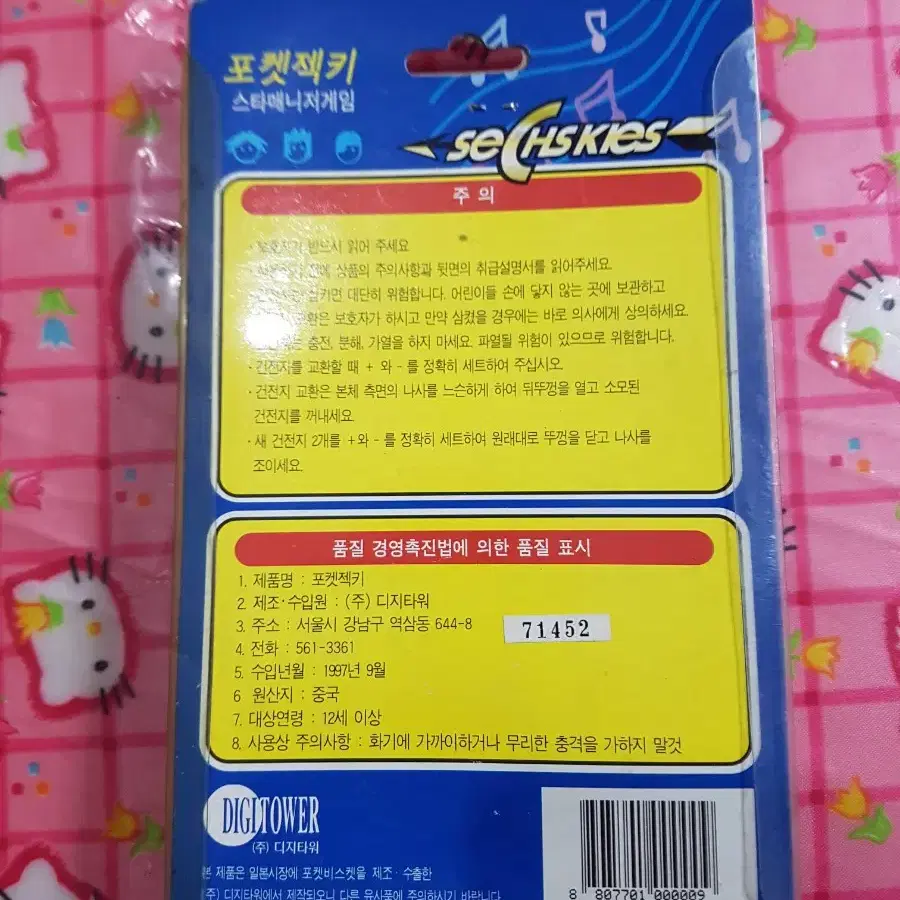 포켓젝키
스타매니저게임
SECHSKIES
주 의
· 보호자가 반드시 읽어 주세요
전에 상품의 주의사항과 뒷면의 취급설명서를 읽어주세요.
삼키면 대단히 위험합니다. 어린이들 손에 닿지 않는 곳에 보관하고
교환은 보호자가 하시고 만약 삼켰을 경우에는 바로 의사에게 상의하세요.
충전, 분해, 가열을 하지 마세요. 파열될 위험이 있으므로 위험합니다.
· 건전지를 교환할 때 + 와 - 를 정확히 세트하여 주십시오.
· 건전지 교환은 본체 측면의 나사를 느슨하게 하여 뒤뚜껑을 열고 소모된
건전지를 꺼내세요.
· 새 건전지 2개를 +와 - 를 정확히 세트하여 원래대로 뚜껑을 닫고 나사를
조이세요.
품질 경영촉진법에 의한 품질 표시
1. 제품명 : 포켓젝키
2. 제조·수입원 : (주) 디지타워
3. 주소 : 서울시 강남구 역삼동 644-8
71452
4. 전화 : 561-3361
5. 수입년월 : 1997년 9월
6 원산지 : 중국
7. 대상연령 : 12세 이상
8. 사용상 주의사항 : 화기에 가까이하거나 무리한 충격을 가하지 말것
DIGITOWER
(주) 디지타워
본 제품은 일본시장에 포켓비스켓을 제조·수출한
(주) 디지타워에서 제작되오니 다른 유사품에 주의하시기 바랍니다.
8 807701 000009